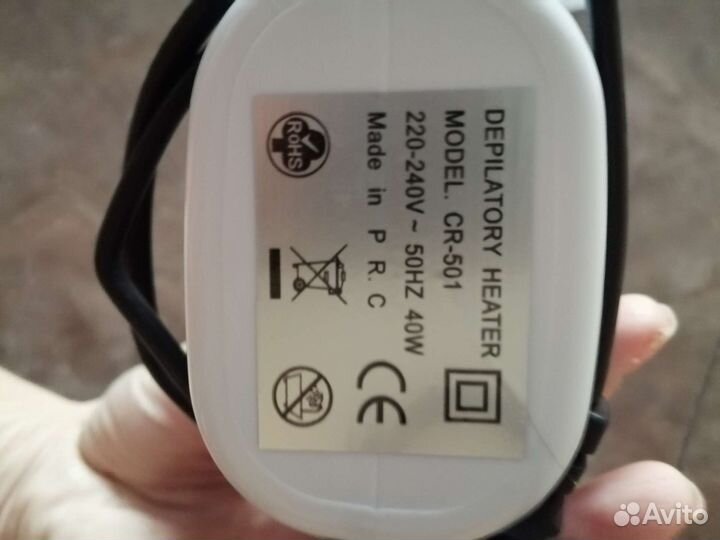 DEPILATORY HEATER
MODEL. CR-501
220-240V~ 50HZ 40W
Made in P R.C
RoHS
CE
Avito